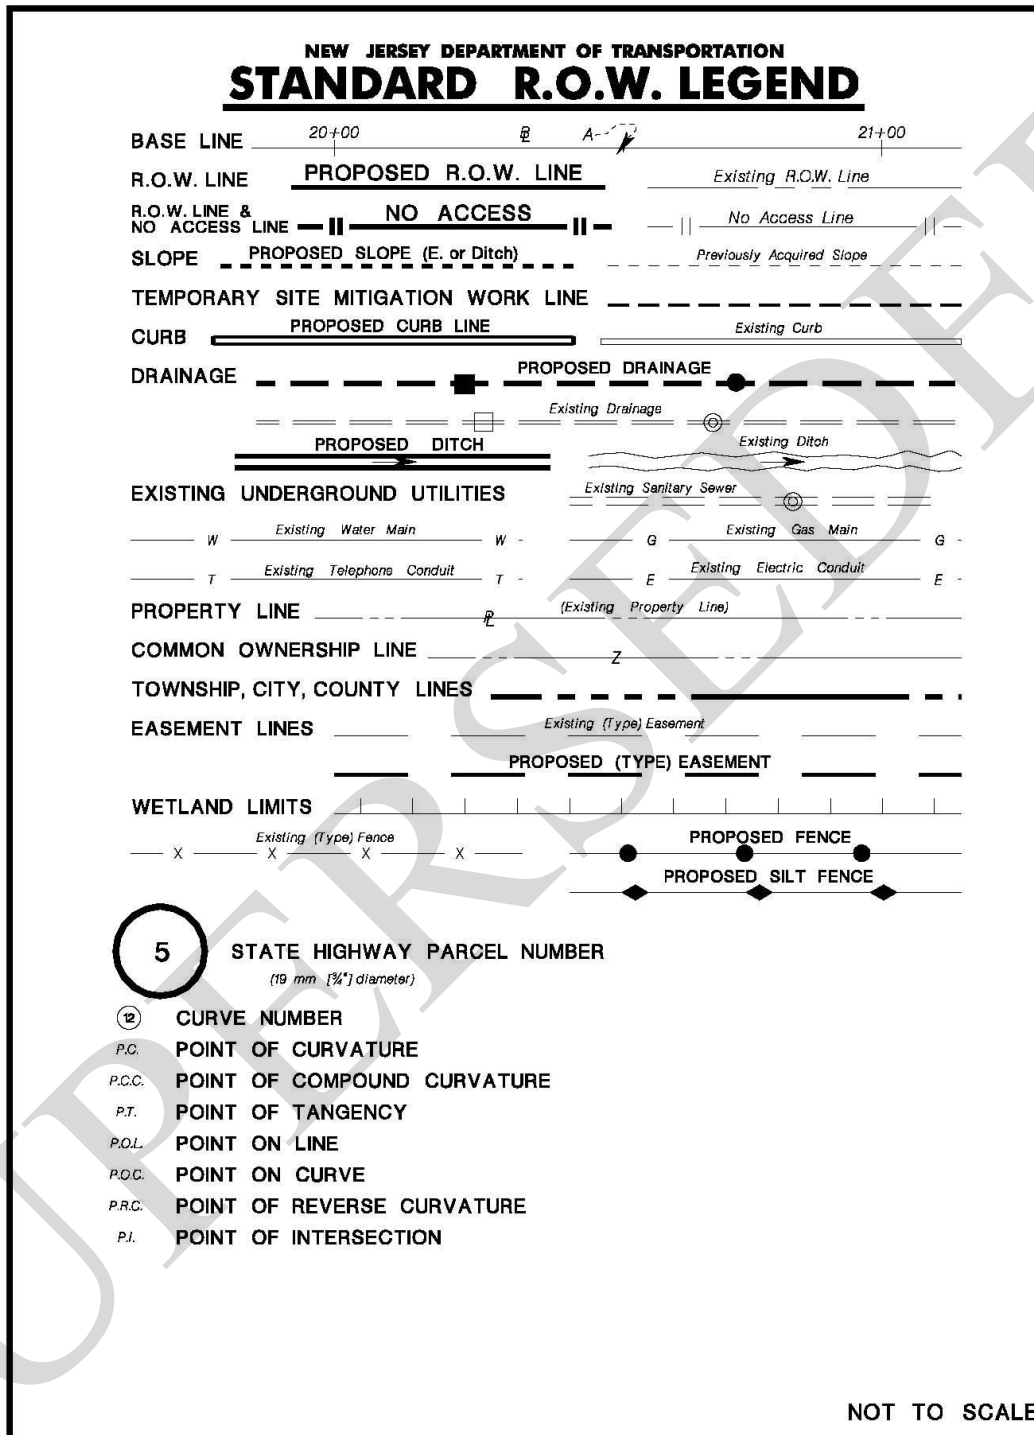 NEW JERSEY DEPARTMENT OF TRANSPORTATION
STANDARD R.O.W. LEGEND
BASE LINE 20+00 BL A 21+00
R.O.W. LINE PROPOSED R.O.W. LINE Existing R.O.W. Line
R.O.W. LINE &
NO ACCESS LINE NO ACCESS No Access Line
SLOPE PROPOSED SLOPE (E. or Ditch) Previously Acquired Slope
TEMPORARY SITE MITIGATION WORK LINE
CURB PROPOSED CURB LINE Existing Curb
DRAINAGE PROPOSED DRAINAGE
Existing Drainage
PROPOSED DITCH Existing Ditch
EXISTING UNDERGROUND UTILITIES Existing Sanitary Sewer
W Existing Water Main W G Existing Gas Main G
T Existing Telephone Conduit T E Existing Electric Conduit E
PROPERTY LINE PL (Existing Property Line)
COMMON OWNERSHIP LINE Z
TOWNSHIP, CITY, COUNTY LINES
EASEMENT LINES Existing (Type) Easement
PROPOSED (TYPE) EASEMENT
WETLAND LIMITS
Existing (Type) Fence PROPOSED FENCE
X X X X
PROPOSED SILT FENCE
5 STATE HIGHWAY PARCEL NUMBER
(19 mm [¾"] diameter)
12 CURVE NUMBER
P.C. POINT OF CURVATURE
P.C.C. POINT OF COMPOUND CURVATURE
P.T. POINT OF TANGENCY
P.O.L. POINT ON LINE
P.O.C. POINT ON CURVE
P.R.C. POINT OF REVERSE CURVATURE
P.I. POINT OF INTERSECTION
NOT TO SCALE
UPERSEDE